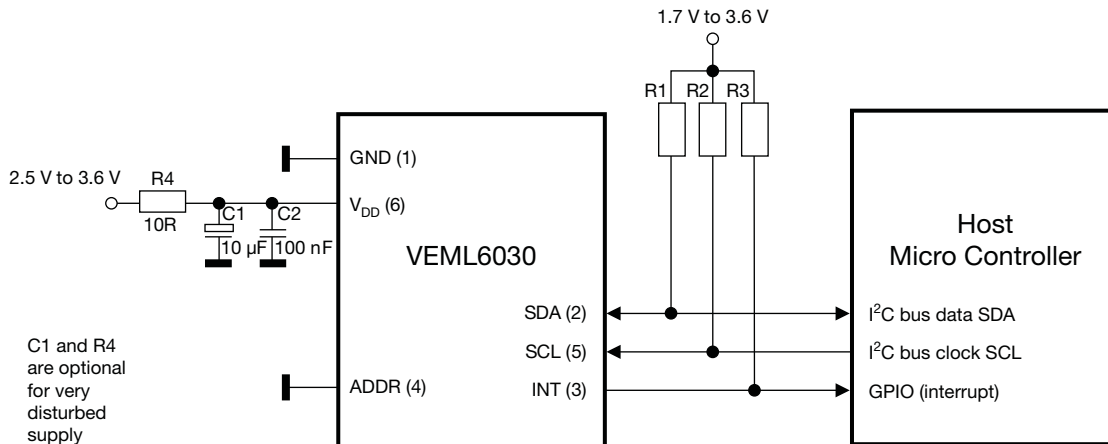 1.7 V to 3.6 V
R1 R2 R3
GND (1)
2.5 V to 3.6 V
R4
10R
C1
10 µF
C2
100 nF
V_DD (6)
VEML6030
Host
Micro Controller
SDA (2)
I²C bus data SDA
SCL (5)
I²C bus clock SCL
ADDR (4)
INT (3)
GPIO (interrupt)
C1 and R4
are optional
for very
disturbed
supply